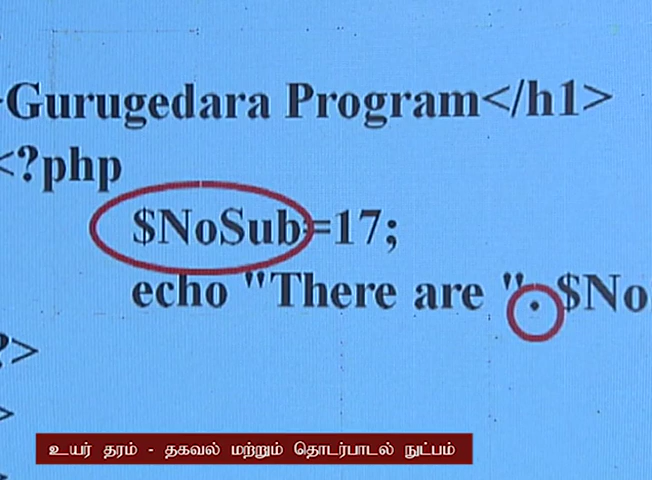 Gurugedara Program</h1>
<?php
$NoSub=17;
echo "There are ". $No
?>
>
உயர் தரம் - தகவல் மற்றும் தொடர்பாடல் நுட்பம்